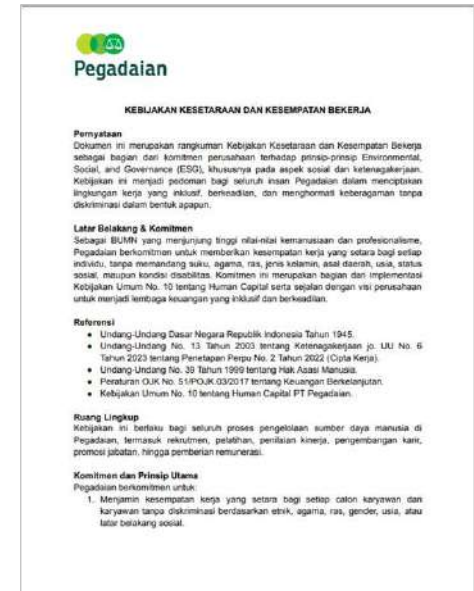 Pegadaian
KEBIJAKAN KESETARAAN DAN KESEMPATAN BEKERJA
Pernyataan
Dokumen ini merupakan rangkuman Kebijakan Kesetaraan dan Kesempatan Bekerja
sebagai bagian dari komitmen perusahaan terhadap prinsip-prinsip Environmental,
Social, and Governance (ESG), khususnya pada aspek sosial dan ketenagakerjaan.
Kebijakan ini menjadi pedoman bagi seluruh insan Pegadaian dalam menciptakan
lingkungan kerja yang inklusif, berkeadilan, dan menghormati keberagaman tanpa
diskriminasi dalam bentuk apapun.
Latar Belakang & Komitmen
Sebagai BUMN yang menjunjung tinggi nilai-nilai kemanusiaan dan profesionalisme,
Pegadaian berkomitmen untuk memberikan kesempatan kerja yang setara bagi setiap
individu, tanpa memandang suku, agama, ras, jenis kelamin, asal daerah, usia, status
sosial, maupun kondisi disabilitas. Komitmen ini merupakan bagian dari implementasi
Kebijakan Umum No. 10 tentang Human Capital serta sejalan dengan visi perusahaan
untuk menjadi lembaga keuangan yang inklusif dan berkeadilan.
Referensi
• Undang-Undang Dasar Negara Republik Indonesia Tahun 1945.
• Undang-Undang No. 13 Tahun 2003 tentang Ketenagakerjaan jo. UU No. 6
Tahun 2023 tentang Penetapan Perpu No. 2 Tahun 2022 (Cipta Kerja).
• Undang-Undang No. 39 Tahun 1999 tentang Hak Asasi Manusia.
• Peraturan OJK No. 51/POJK.03/2017 tentang Keuangan Berkelanjutan.
• Kebijakan Umum No. 10 tentang Human Capital PT Pegadaian.
Ruang Lingkup
Kebijakan ini berlaku bagi seluruh proses pengelolaan sumber daya manusia di
Pegadaian, termasuk rekrutmen, pelatihan, penilaian kinerja, pengembangan karir,
promosi jabatan, hingga pemberian remunerasi.
Komitmen dan Prinsip Utama
Pegadaian berkomitmen untuk:
1. Menjamin kesempatan kerja yang setara bagi setiap calon karyawan dan
karyawan tanpa diskriminasi berdasarkan etnik, agama, ras, gender, usia, atau
latar belakang sosial.